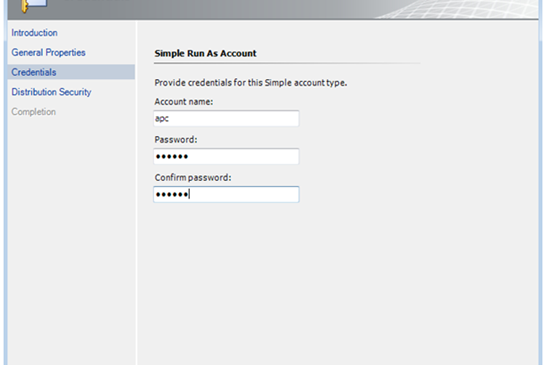 Introduction
General Properties
Credentials
Distribution Security
Completion
Simple Run As Account
Provide credentials for this Simple account type.
Account name:
apc
Password:
••••••
Confirm password:
••••••